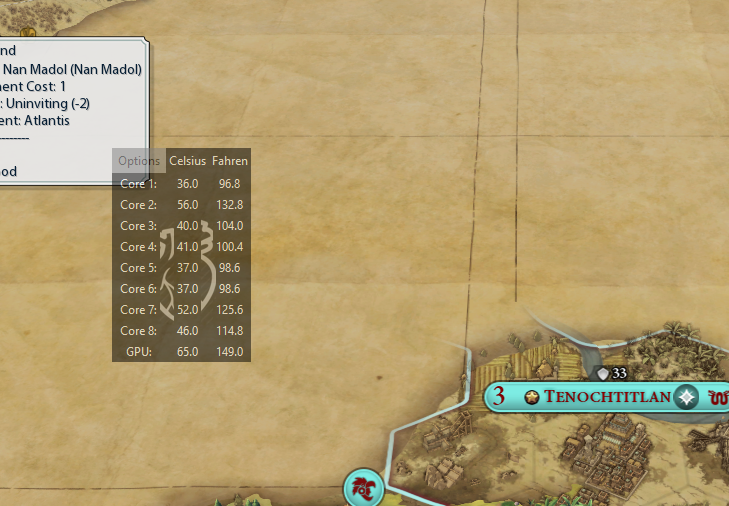 nd
Nan Madol (Nan Madol)
ent Cost: 1
: Uninviting (-2)
ent: Atlantis
--------
od
Options Celsius Fahren
Core 1: 36.0 96.8
Core 2: 56.0 132.8
Core 3: 40.0 104.0
Core 4: 41.0 100.4
Core 5: 37.0 98.6
Core 6: 37.0 98.6
Core 7: 52.0 125.6
Core 8: 46.0 114.8
GPU: 65.0 149.0
33
3 TENOCHTITLAN